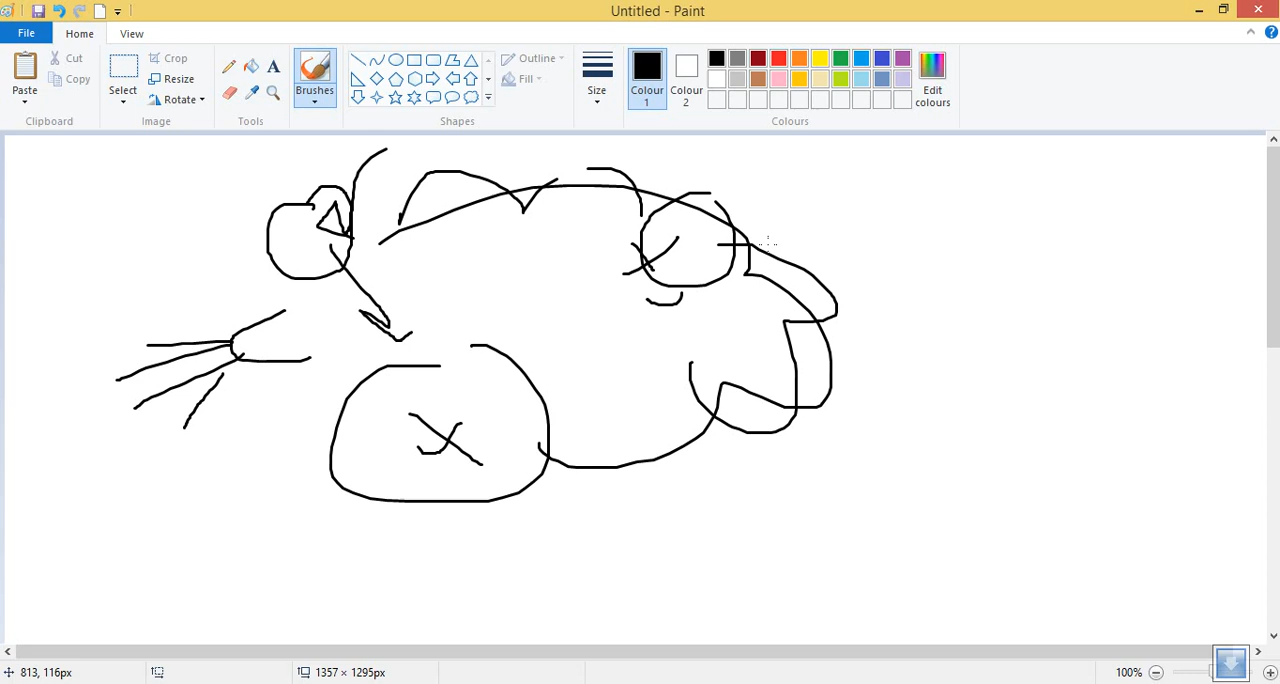 Untitled - Paint
File Home View
Paste
Cut
Copy
Clipboard
Select
Crop
Resize
Rotate
Image
A
Tools
Brushes
Shapes
Outline
Fill
Size
Colour 1
Colour 2
Edit colours
Colours
813, 116px
1357 × 1295px
100%